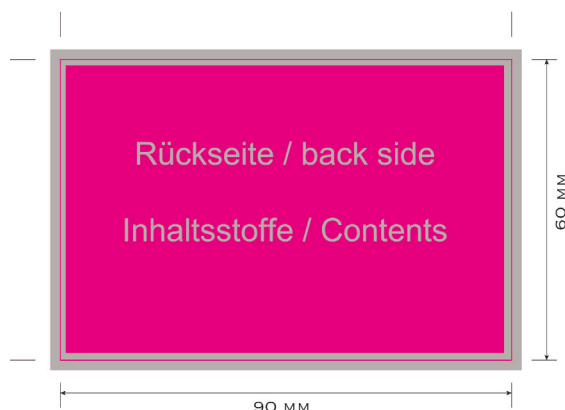 Rückseite / back side
Inhaltsstoffe / Contents
60 MM
90 MM